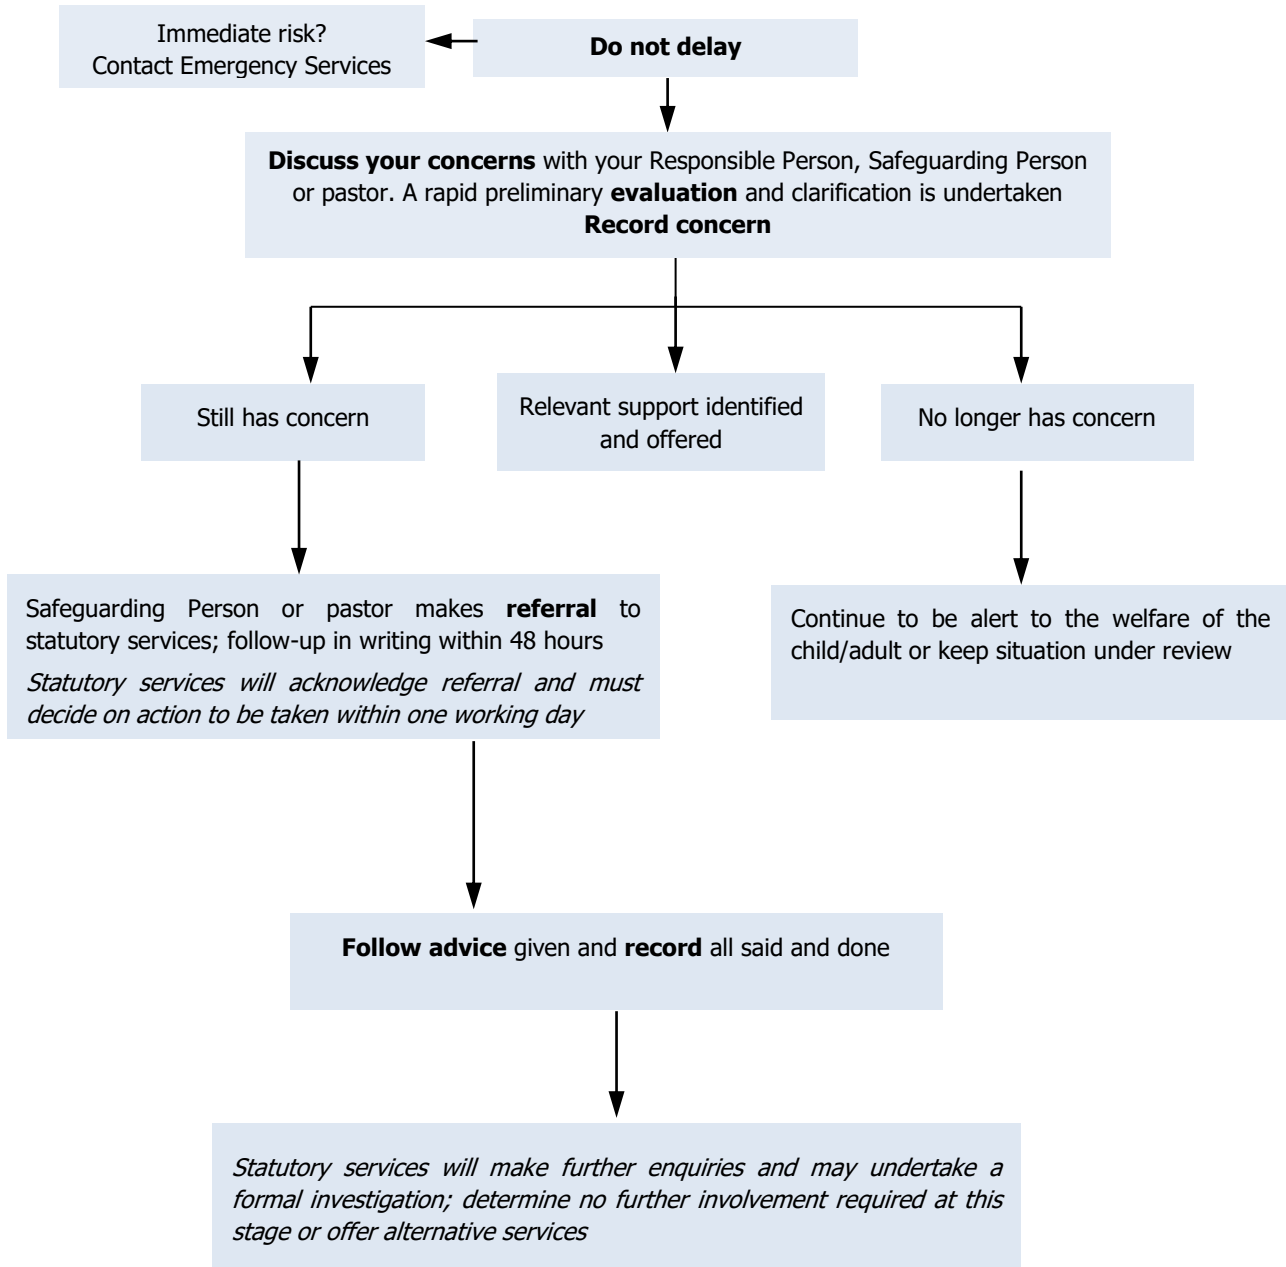 Immediate risk?
Contact Emergency Services
Do not delay
Discuss your concerns with your Responsible Person, Safeguarding Person
or pastor. A rapid preliminary evaluation and clarification is undertaken
Record concern
Still has concern
Relevant support identified
and offered
No longer has concern
Safeguarding Person or pastor makes referral to
statutory services; follow-up in writing within 48 hours
Statutory services will acknowledge referral and must
decide on action to be taken within one working day
Continue to be alert to the welfare of the
child/adult or keep situation under review
Follow advice given and record all said and done
Statutory services will make further enquiries and may undertake a
formal investigation; determine no further involvement required at this
stage or offer alternative services